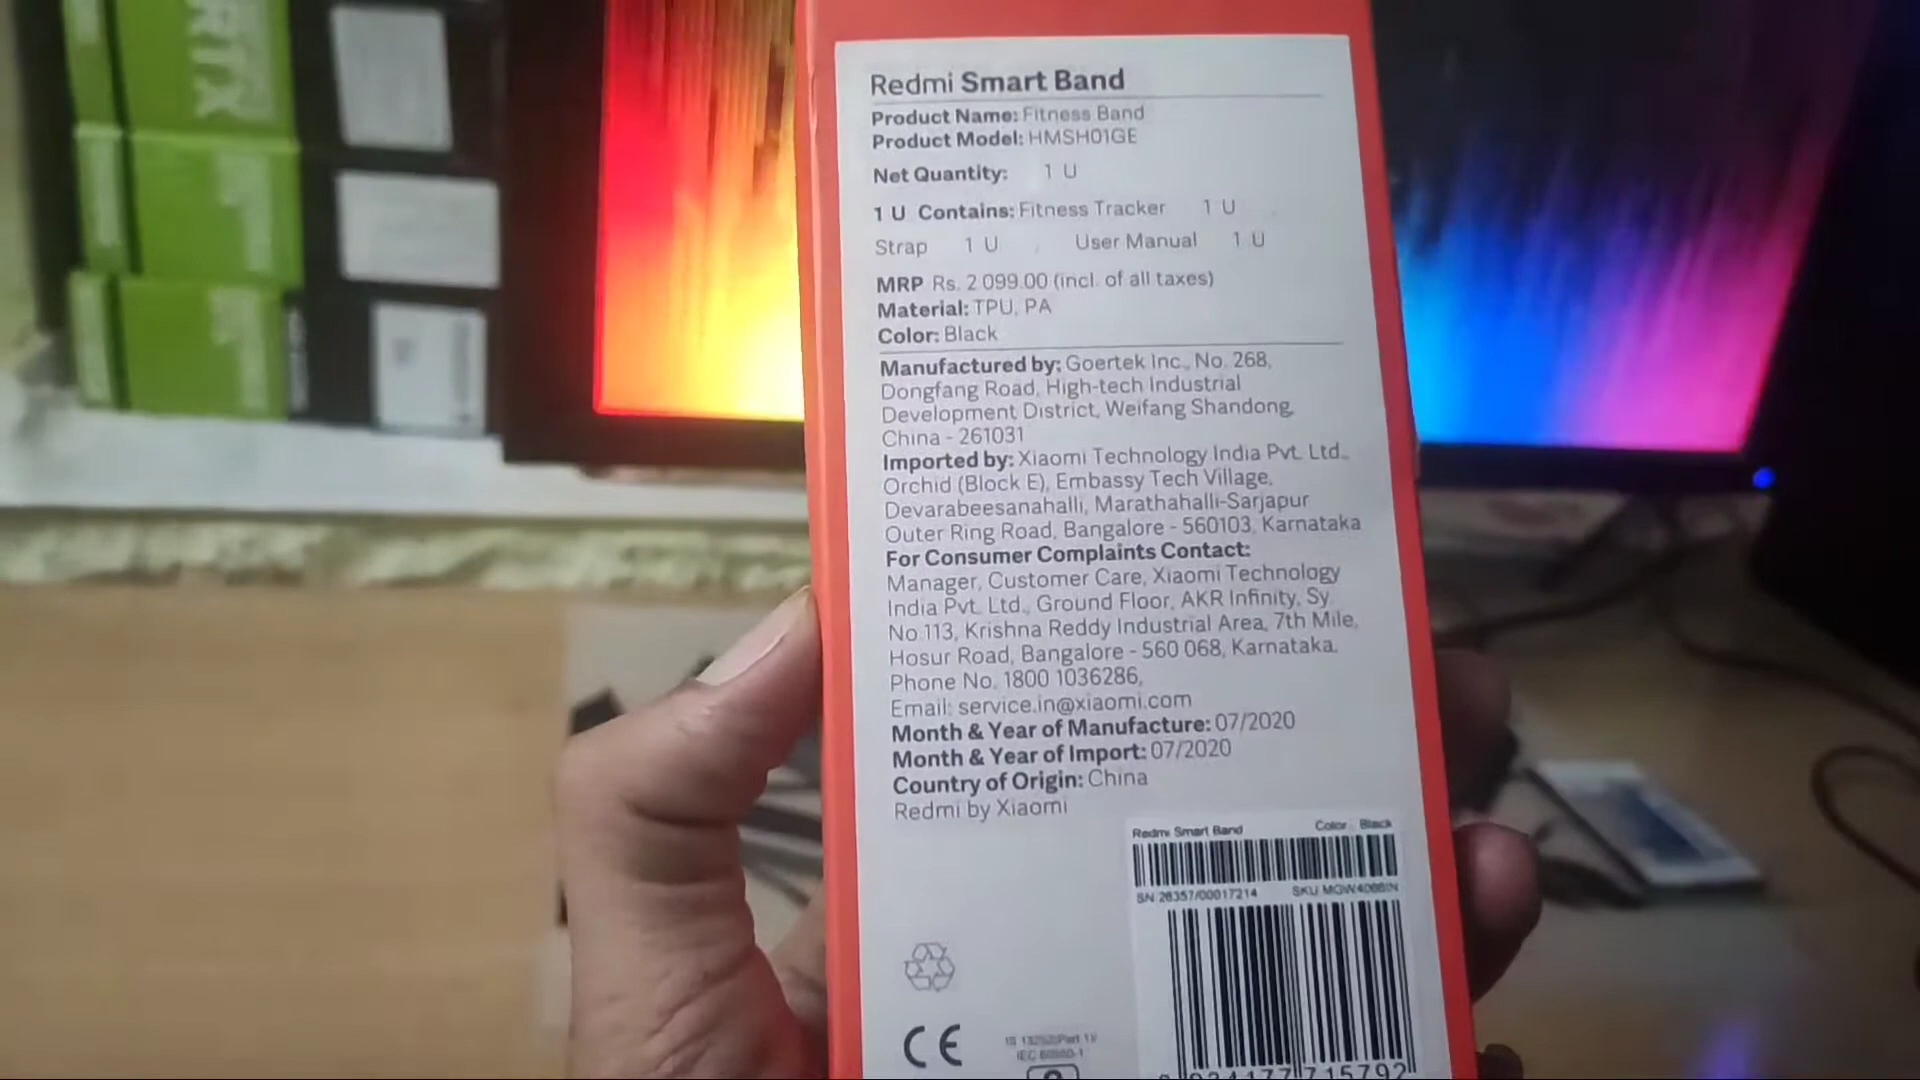 RTX
Redmi Smart Band
Product Name: Fitness Band
Product Model: HMSH01GE
Net Quantity: 1 U
1 U Contains: Fitness Tracker 1 U
Strap 1 U , User Manual 1 U
MRP Rs. 2 099.00 (incl. of all taxes)
Material: TPU, PA
Color: Black
Manufactured by: Goertek Inc., No. 268,
Dongfang Road, High-tech Industrial
Development District, Weifang Shandong,
China - 261031
Imported by: Xiaomi Technology India Pvt. Ltd.,
Orchid (Block E), Embassy Tech Village,
Devarabeesanahalli, Marathahalli-Sarjapur
Outer Ring Road, Bangalore - 560103, Karnataka
For Consumer Complaints Contact:
Manager, Customer Care, Xiaomi Technology
India Pvt. Ltd., Ground Floor, AKR Infinity, Sy.
No.113, Krishna Reddy Industrial Area, 7th Mile,
Hosur Road, Bangalore - 560 068, Karnataka.
Phone No. 1800 1036286,
Email: service.in@xiaomi.com
Month & Year of Manufacture: 07/2020
Month & Year of Import: 07/2020
Country of Origin: China
Redmi by Xiaomi
Redmi Smart Band Color: Black
SN:26357/00017214 SKU
CE